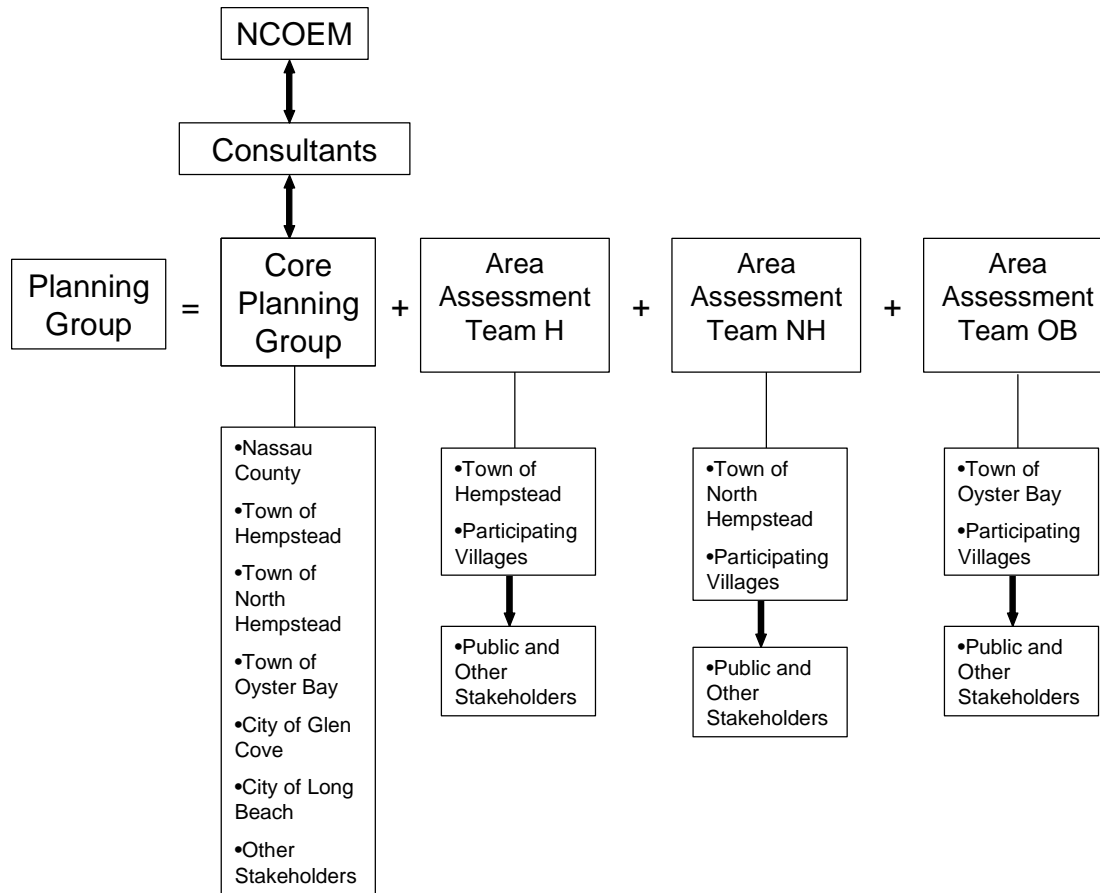 NCOEM
Consultants
Planning
Group
=
Core
Planning
Group
+
Area
Assessment
Team H
+
Area
Assessment
Team NH
+
Area
Assessment
Team OB
•Nassau
County
•Town of
Hempstead
•Town of
North
Hempstead
•Town of
Oyster Bay
•City of Glen
Cove
•City of Long
Beach
•Other
Stakeholders
•Town of
Hempstead
•Participating
Villages
•Public and
Other
Stakeholders
•Town of
North
Hempstead
•Participating
Villages
•Public and
Other
Stakeholders
•Town of
Oyster Bay
•Participating
Villages
•Public and
Other
Stakeholders